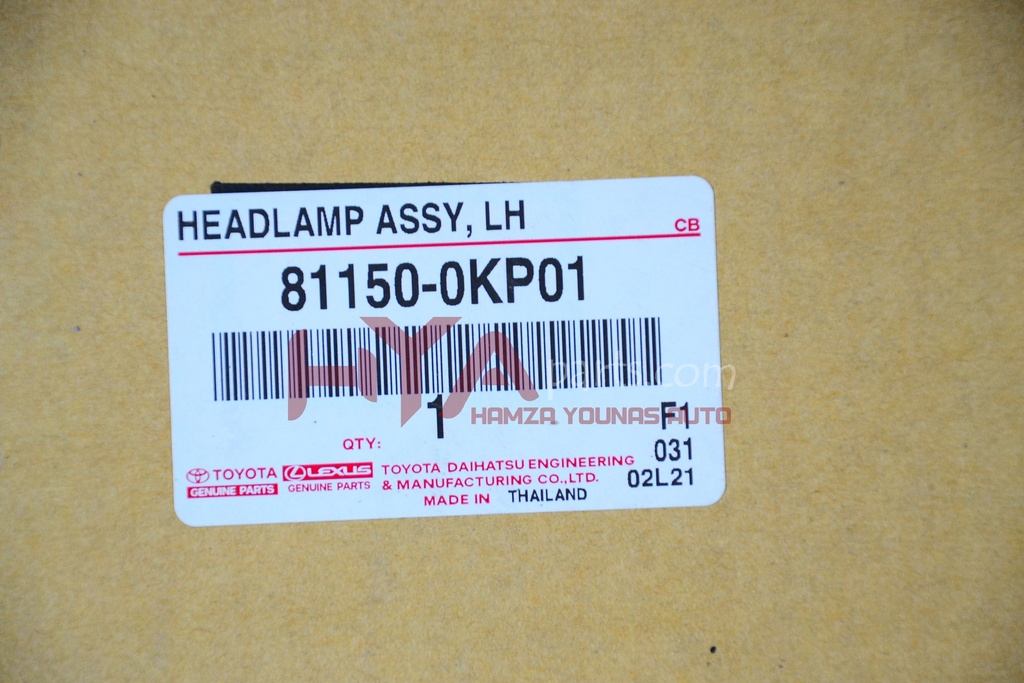 HEADLAMP ASSY, LH
CB
81150-0KP01
HYA parts.com
HAMZA YOUNAS AUTO
QTY: 1
F1
031
02L21
TOYOTA
GENUINE PARTS
LEXUS
GENUINE PARTS
TOYOTA DAIHATSU ENGINEERING
& MANUFACTURING CO.,LTD.
MADE IN THAILAND